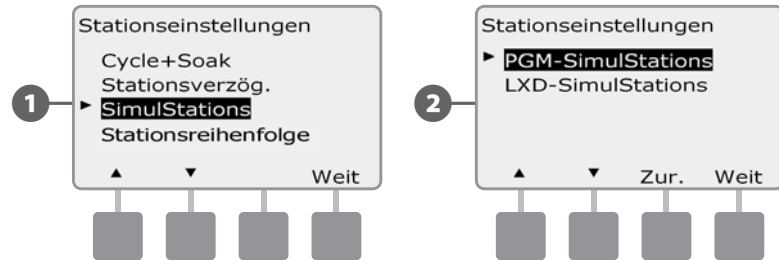 Stationseinstellungen
Cycle+Soak
Stationsverzög.
► SimulStations
Stationsreihenfolge
▲ ▼ Weit
1
Stationseinstellungen
► PGM-SimulStations
LXD-SimulStations
▲ ▼ Zur. Weit
2